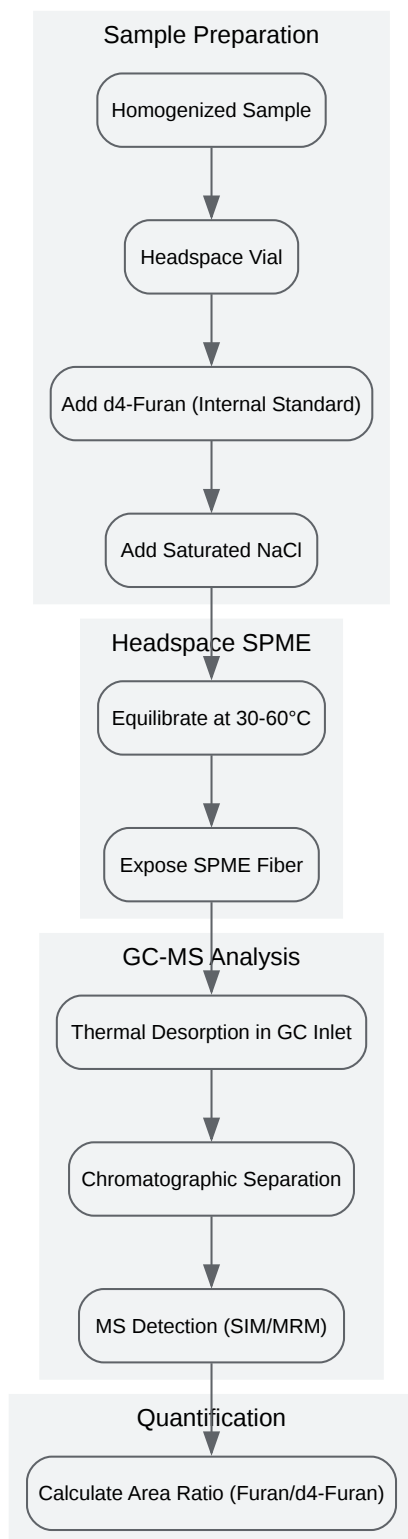 Sample Preparation
Homogenized Sample
Headspace Vial
Add d4-Furan (Internal Standard)
Add Saturated NaCl
Headspace SPME
Equilibrate at 30-60°C
Expose SPME Fiber
GC-MS Analysis
Thermal Desorption in GC Inlet
Chromatographic Separation
MS Detection (SIM/MRM)
Quantification
Calculate Area Ratio (Furan/d4-Furan)